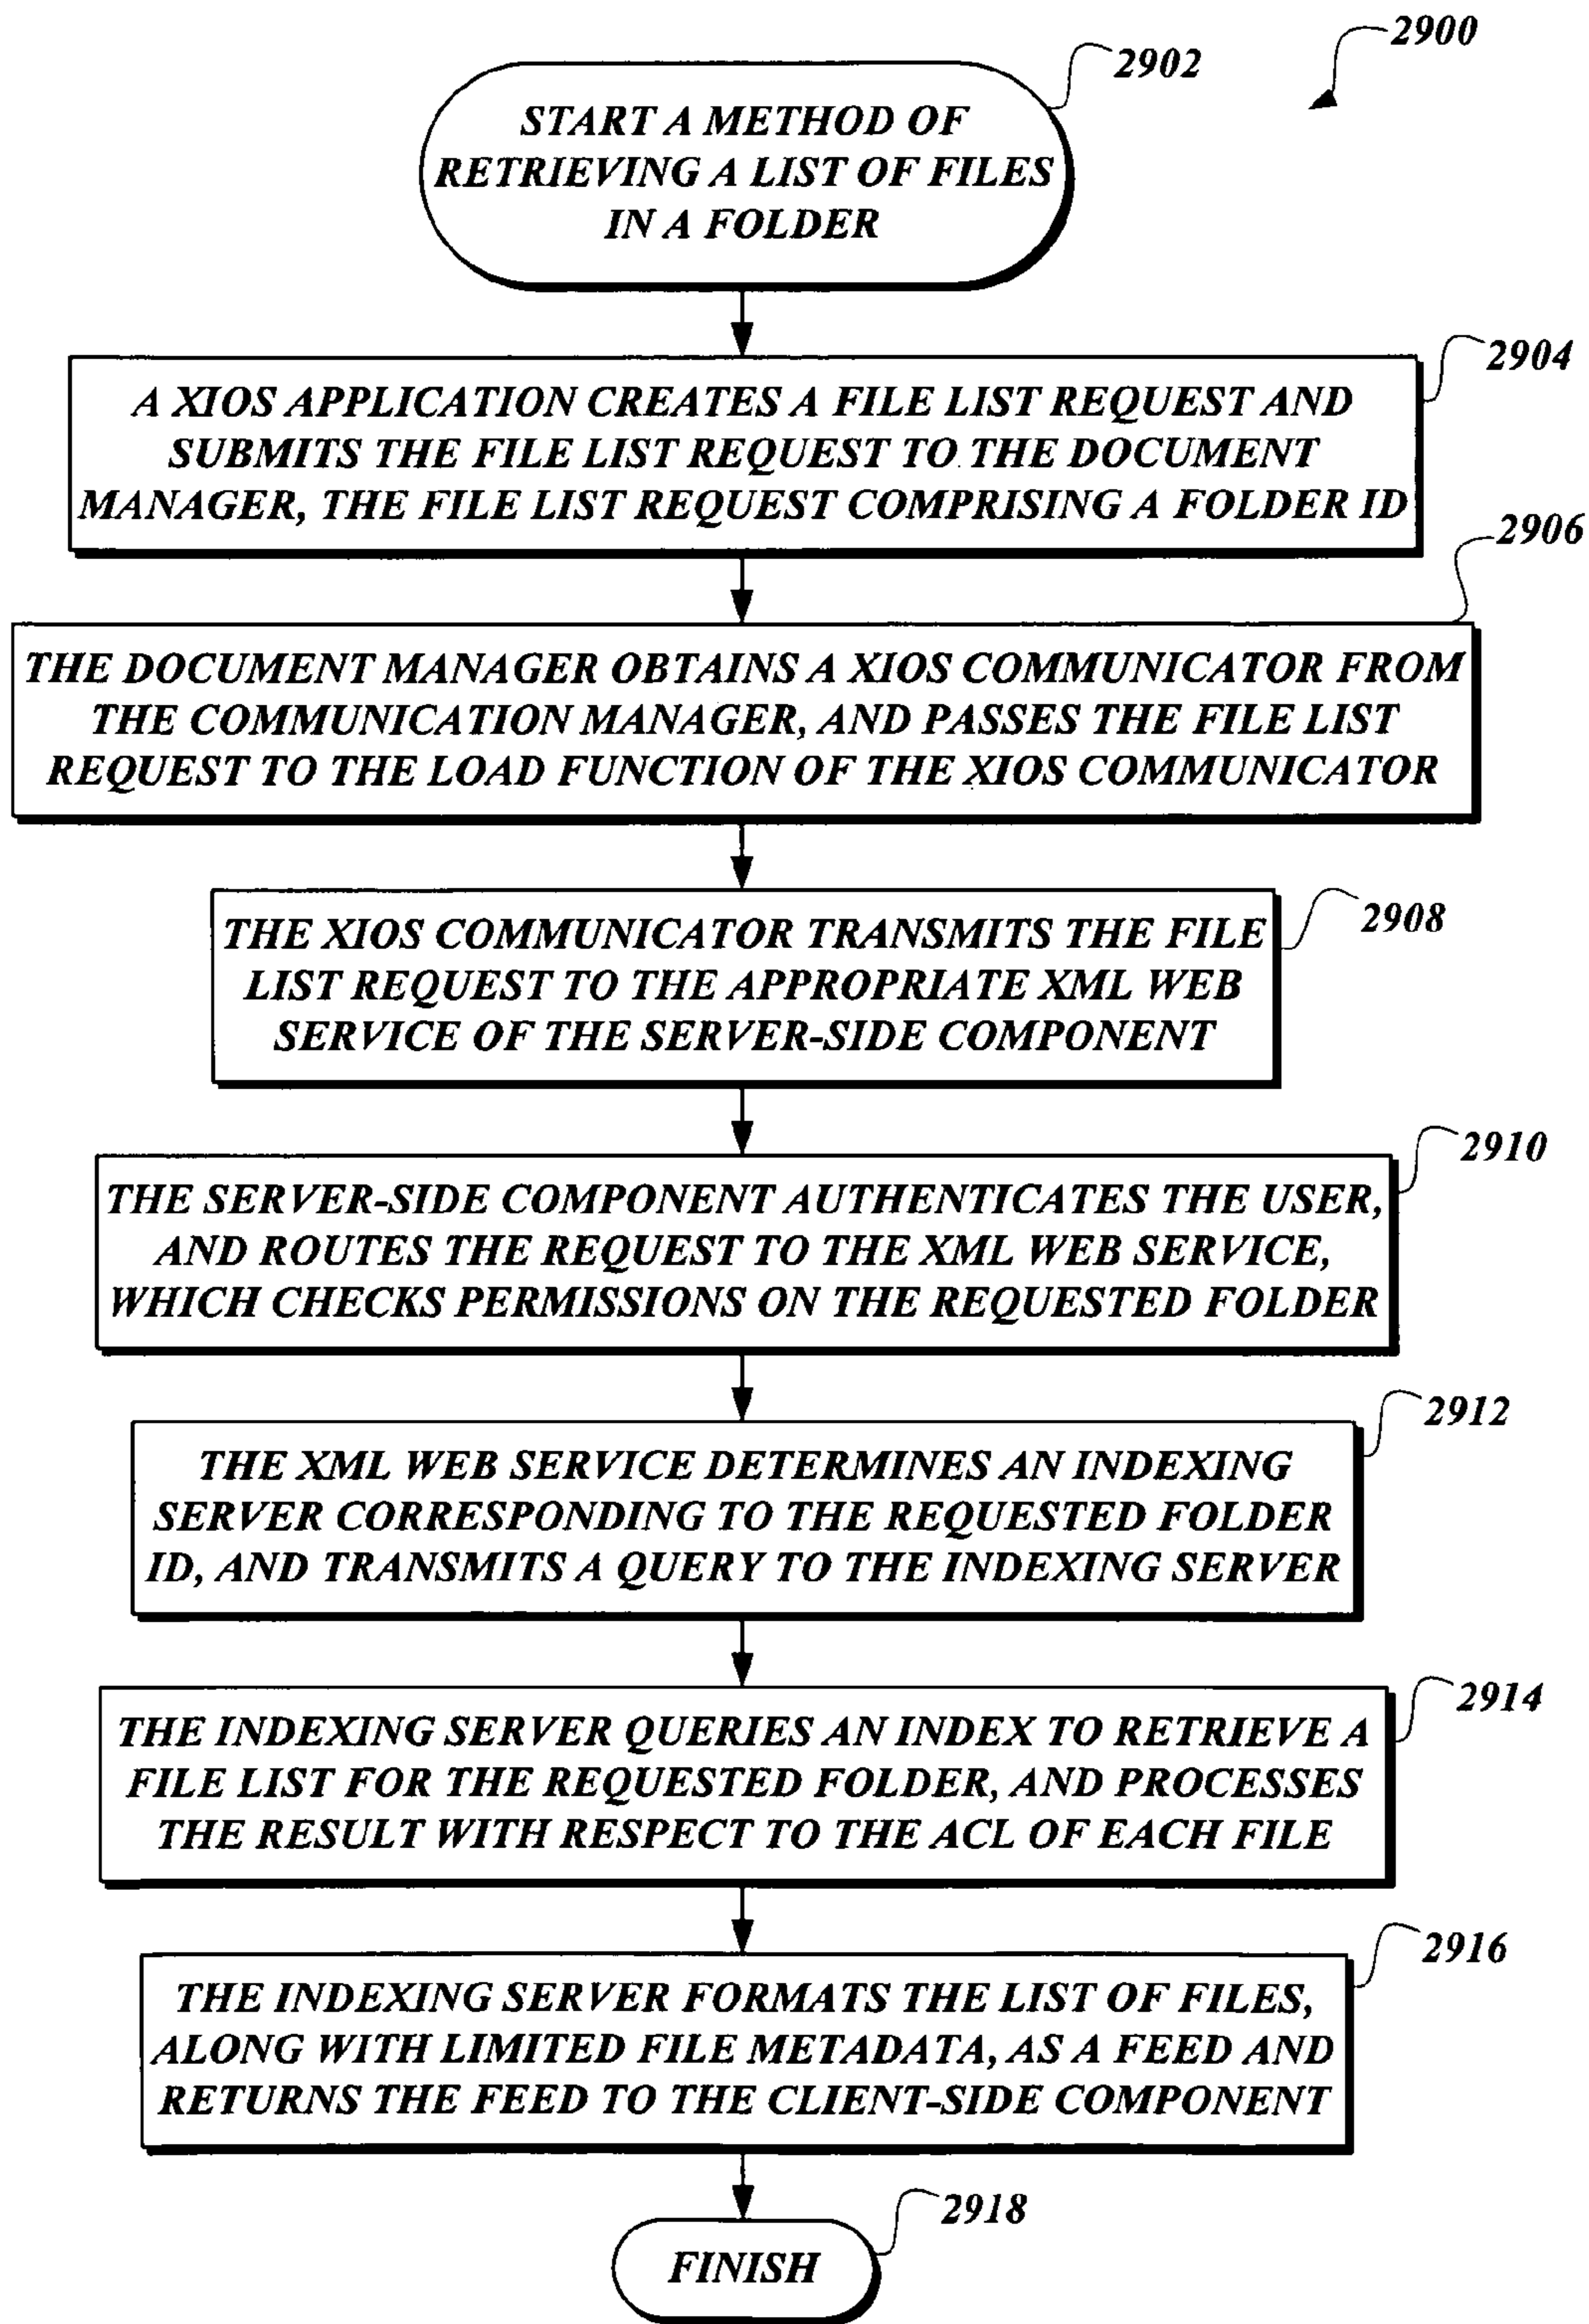 2900
2902
START A METHOD OF
RETRIEVING A LIST OF FILES
IN A FOLDER
2904
A XIOS APPLICATION CREATES A FILE LIST REQUEST AND
SUBMITS THE FILE LIST REQUEST TO THE DOCUMENT
MANAGER, THE FILE LIST REQUEST COMPRISING A FOLDER ID
2906
THE DOCUMENT MANAGER OBTAINS A XIOS COMMUNICATOR FROM
THE COMMUNICATION MANAGER, AND PASSES THE FILE LIST
REQUEST TO THE LOAD FUNCTION OF THE XIOS COMMUNICATOR
2908
THE XIOS COMMUNICATOR TRANSMITS THE FILE
LIST REQUEST TO THE APPROPRIATE XML WEB
SERVICE OF THE SERVER-SIDE COMPONENT
2910
THE SERVER-SIDE COMPONENT AUTHENTICATES THE USER,
AND ROUTES THE REQUEST TO THE XML WEB SERVICE,
WHICH CHECKS PERMISSIONS ON THE REQUESTED FOLDER
2912
THE XML WEB SERVICE DETERMINES AN INDEXING
SERVER CORRESPONDING TO THE REQUESTED FOLDER
ID, AND TRANSMITS A QUERY TO THE INDEXING SERVER
2914
THE INDEXING SERVER QUERIES AN INDEX TO RETRIEVE A
FILE LIST FOR THE REQUESTED FOLDER, AND PROCESSES
THE RESULT WITH RESPECT TO THE ACL OF EACH FILE
2916
THE INDEXING SERVER FORMATS THE LIST OF FILES,
ALONG WITH LIMITED FILE METADATA, AS A FEED AND
RETURNS THE FEED TO THE CLIENT-SIDE COMPONENT
2918
FINISH